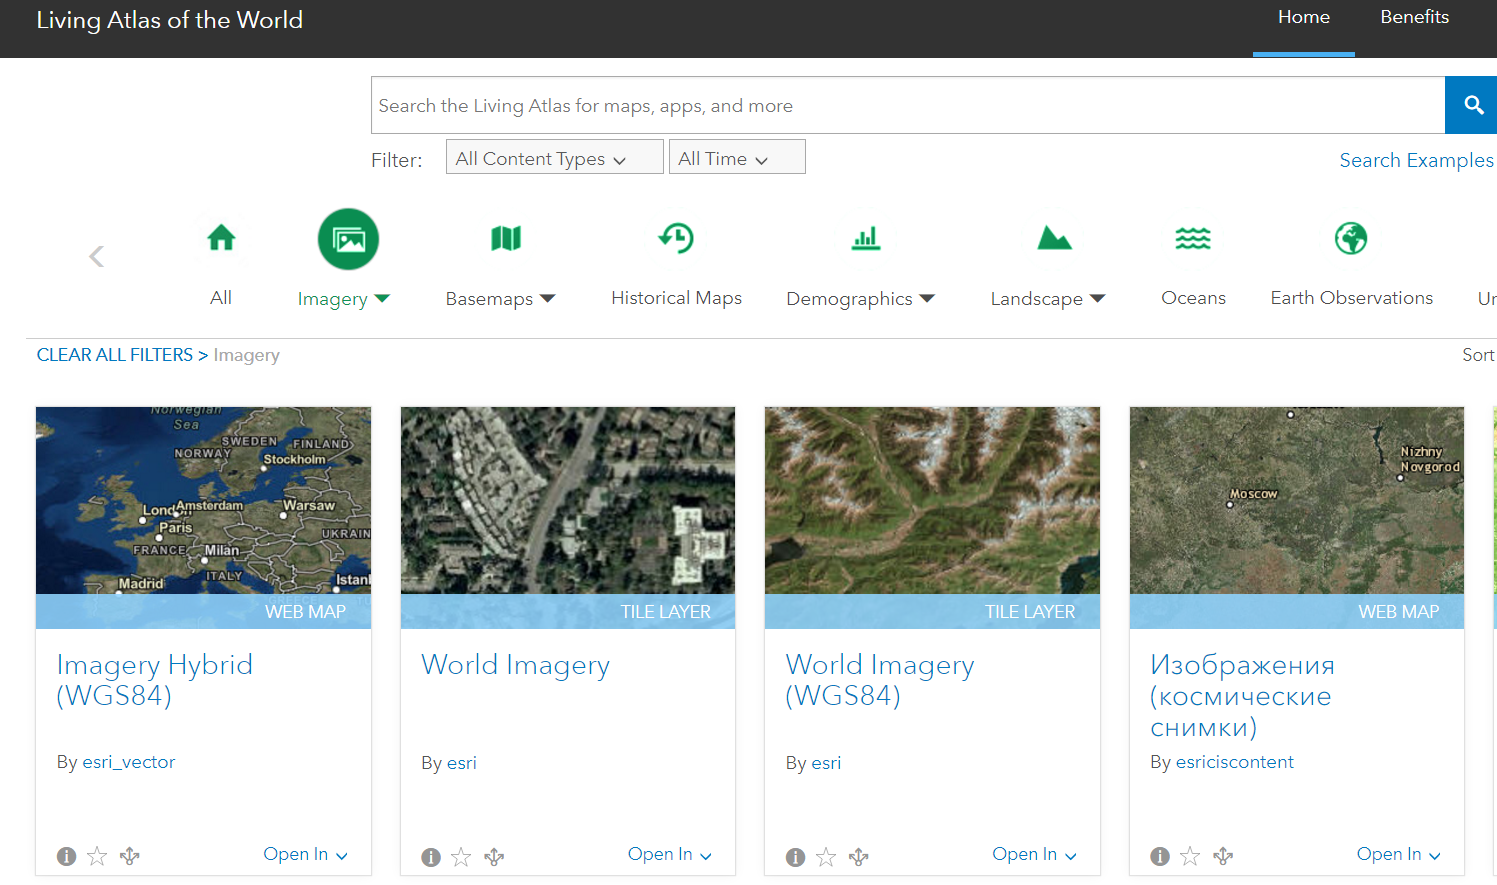 Living Atlas of the World
Home Benefits
Search the Living Atlas for maps, apps, and more
Filter: All Content Types All Time Search Examples
All Imagery Basemaps Historical Maps Demographics Landscape Oceans Earth Observations
CLEAR ALL FILTERS > Imagery Sort
Norwegian
Sea
SWEDEN FINLAND
NORWAY
Stockholm
Amsterdam Warsaw
Paris UKRAIN
FRANCE Milan
ITALY
Madrid Istan
WEB MAP
Imagery Hybrid
(WGS84)
By esri_vector
Open In
TILE LAYER
World Imagery
By esri
Open In
TILE LAYER
World Imagery
(WGS84)
By esri
Open In
Nizhny
Novgorod
Moscow
WEB MAP
Изображения
(космические
снимки)
By esriciscontent
Open In